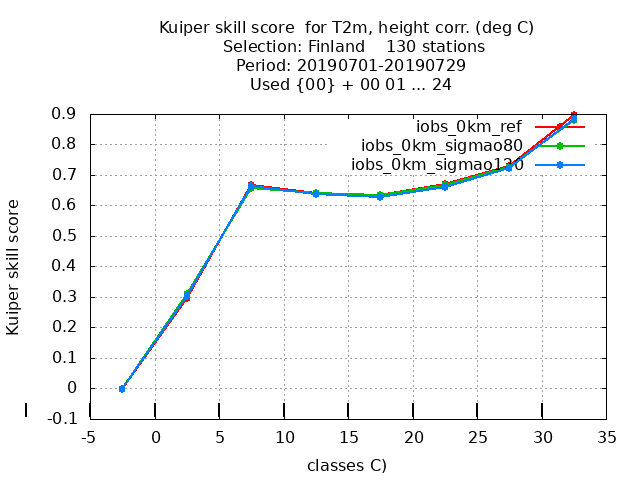 Kuiper skill score  for T2m, height corr. (deg C)
Selection: Finland    130 stations
Period: 20190701-20190729
Used {00} + 00 01 ... 24
0.9
0.8
0.7
0.6
0.5
0.4
0.3
0.2
0.1
0
-0.1
Kuiper skill score
iobs_0km_ref
iobs_0km_sigmao80
iobs_0km_sigmao130
-5 0 5 10 15 20 25 30 35
classes C)